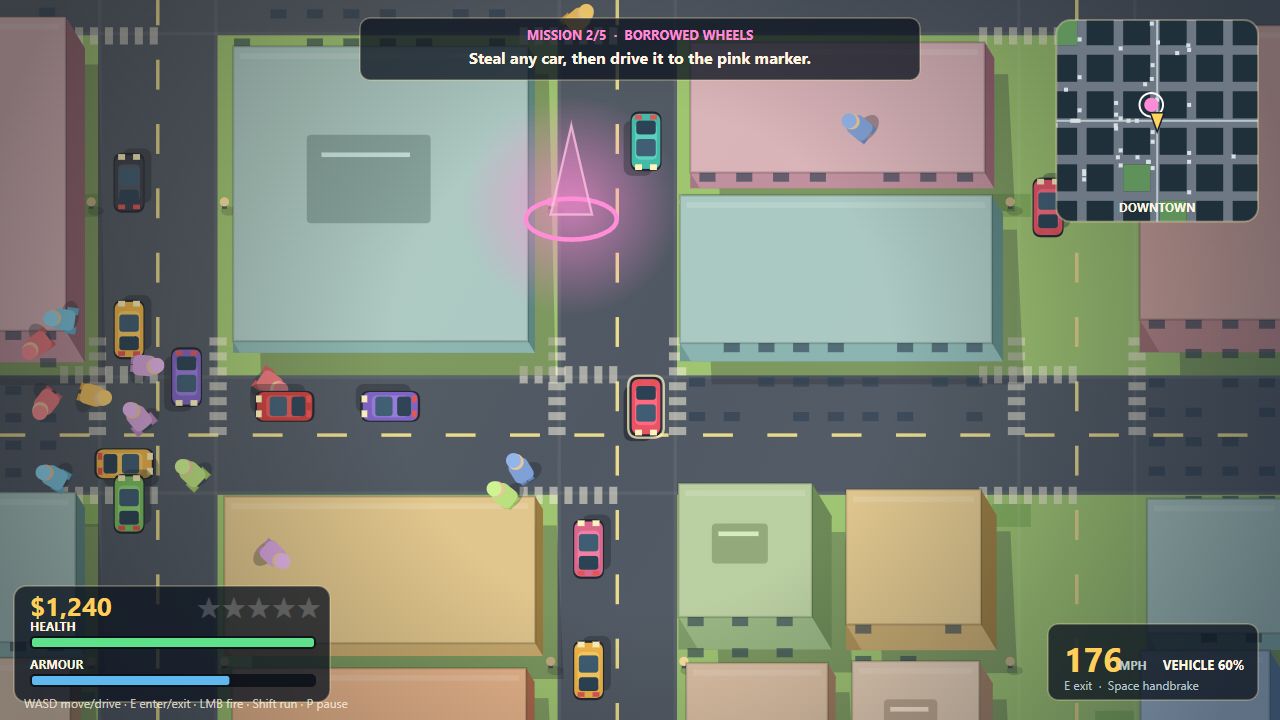 MISSION 2/5 · BORROWED WHEELS
Steal any car, then drive it to the pink marker.
DOWNTOWN
$1,240
HEALTH
ARMOUR
WASD move/drive · E enter/exit · LMB fire · Shift run · P pause
176 MPH VEHICLE 60%
E exit · Space handbrake